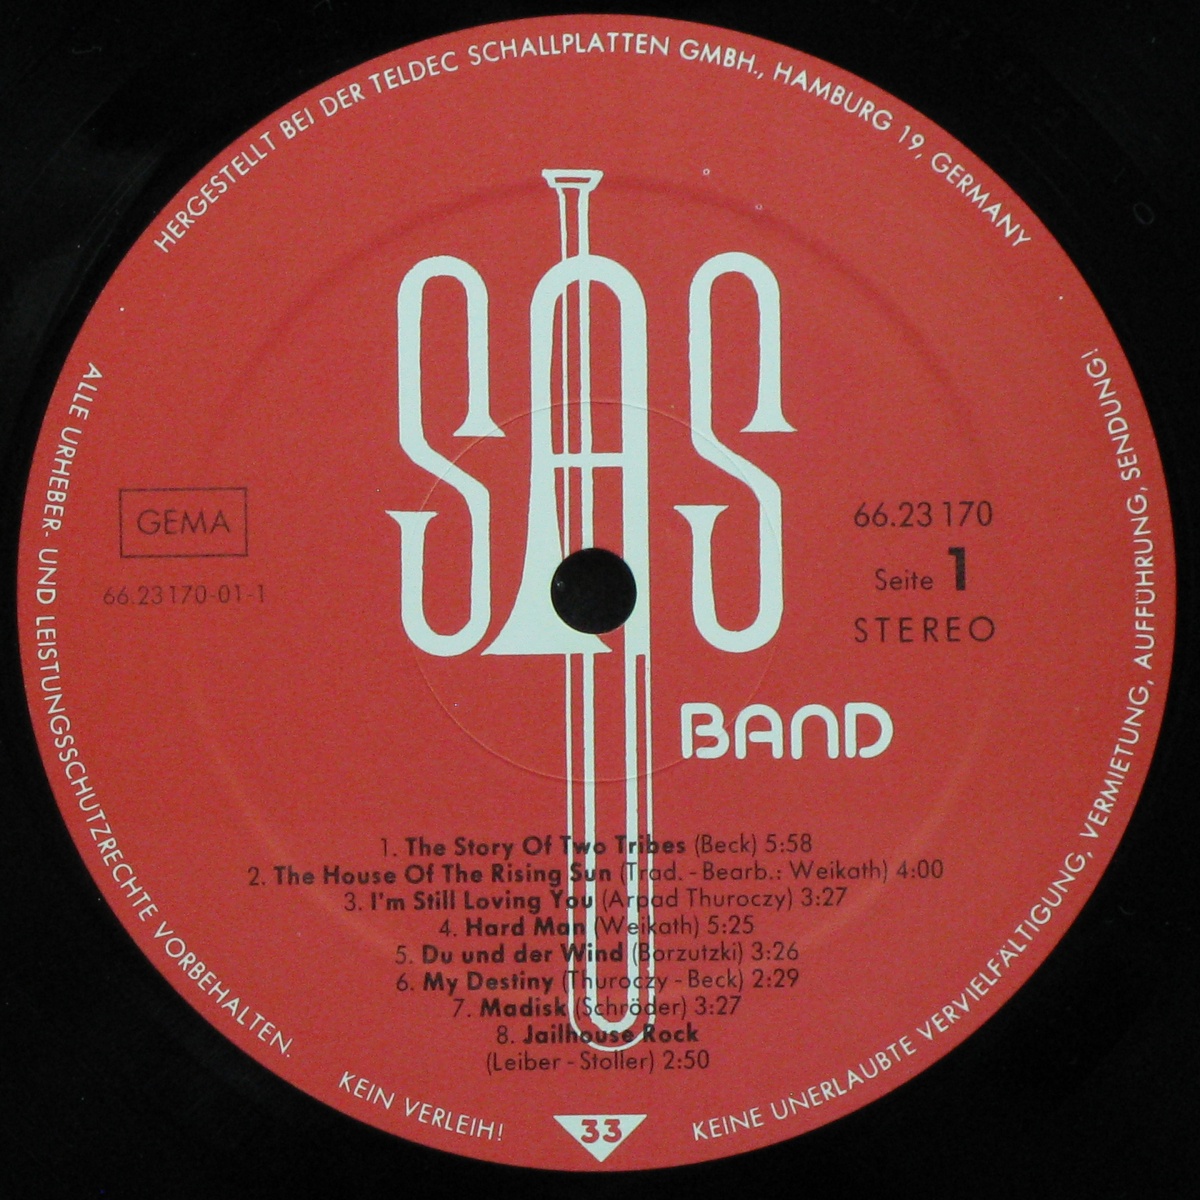 HERGESTELLT BEI DER TELDEC SCHALLPLATTEN GMBH., HAMBURG 19, GERMANY
SAS
BAND
GEMA
66.23170-01-1
66.23 170
Seite 1
STEREO
1. The Story Of Two Tribes (Beck) 5:58
2. The House Of The Rising Sun (Trad. - Bearb.: Weikath) 4:00
3. I'm Still Loving You (Arpad Thuroczy) 3:27
4. Hard Man (Weikath) 5:25
5. Du und der Wind (Borzutzki) 3:26
6. My Destiny (Thuroczy - Beck) 2:29
7. Madisk (Schröder) 3:27
8. Jailhouse Rock
(Leiber - Stoller) 2:50
ALLE URHEBER- UND LEISTUNGSSCHUTZRECHTE VORBEHALTEN.
KEIN VERLEIH!
33
KEINE UNERLAUBTE VERVIELFÄLTIGUNG, VERMIETUNG, AUFFÜHRUNG, SENDUNG!